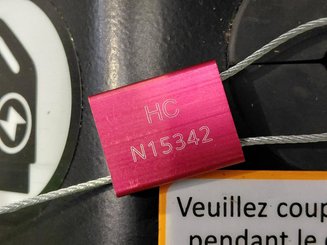 HC
N15342
Veuillez coup
pendant le